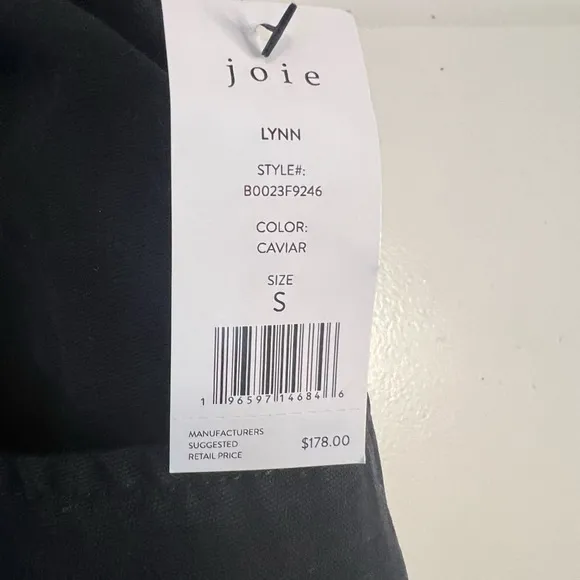 joie
LYNN
STYLE#:
B0023F9246
COLOR:
CAVIAR
SIZE
S
1 96597 14684 6
MANUFACTURERS
SUGGESTED
RETAIL PRICE
$178.00